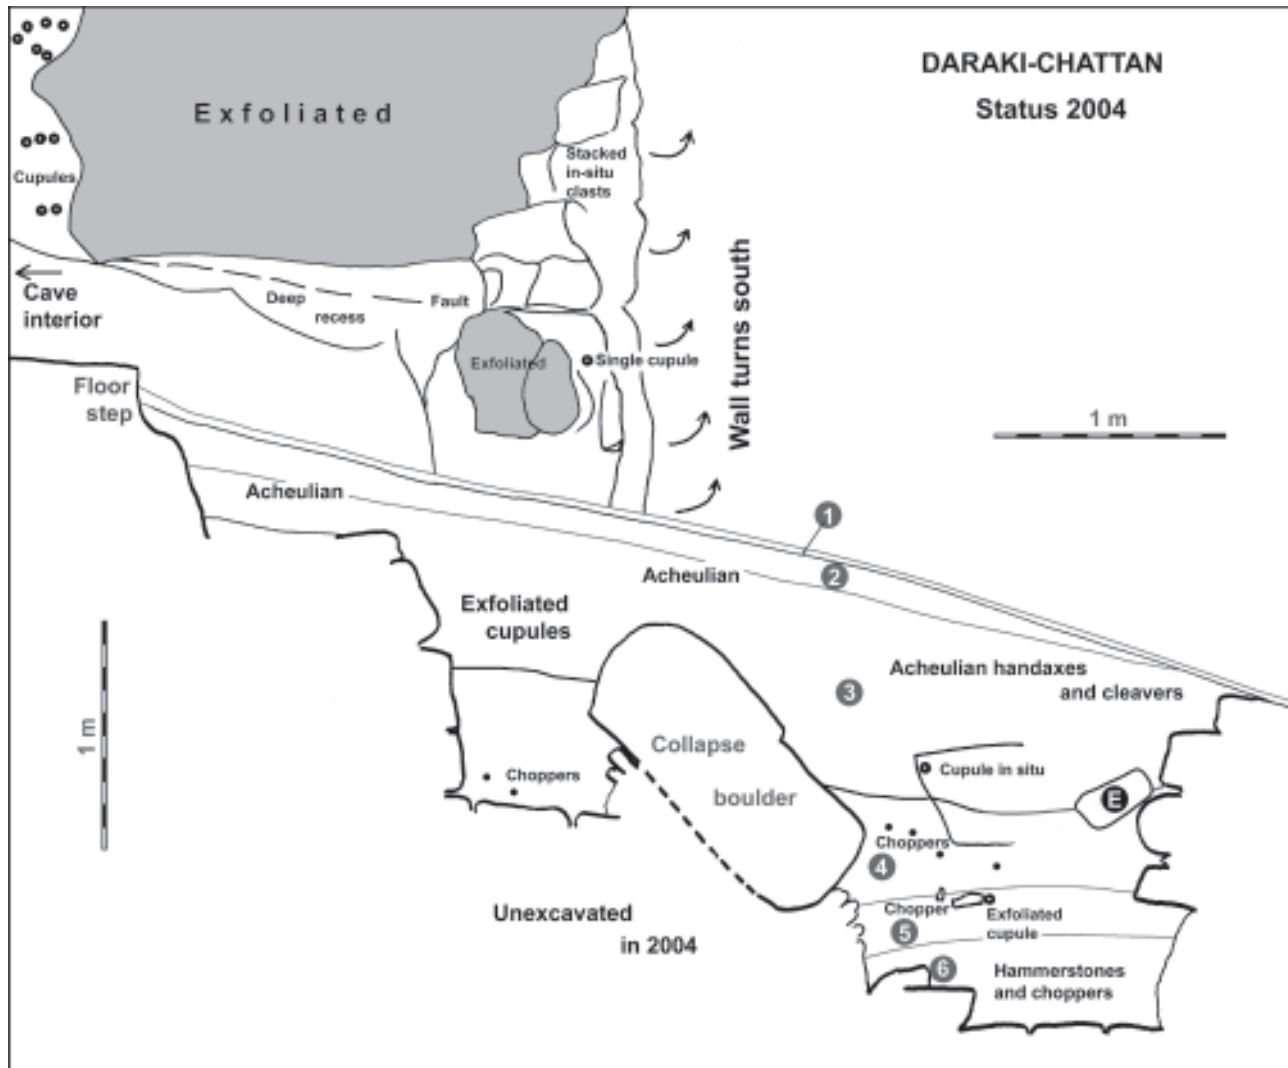 DARAKI-CHATTAN
Status 2004
Exfoliated
Stacked
in-situ
clasts
Cupules
Cave
interior
Deep
recess
Fault
Exfoliated
Single cupule
Wall turns south
Floor
step
1 m
Acheulian
1
Acheulian
2
Exfoliated
cupules
Acheulian handaxes
and cleavers
3
1 m
Collapse
boulder
Choppers
Cupule in situ
E
Choppers
4
Chopper
Exfoliated
cupule
5
Unexcavated
in 2004
6
Hammerstones
and choppers